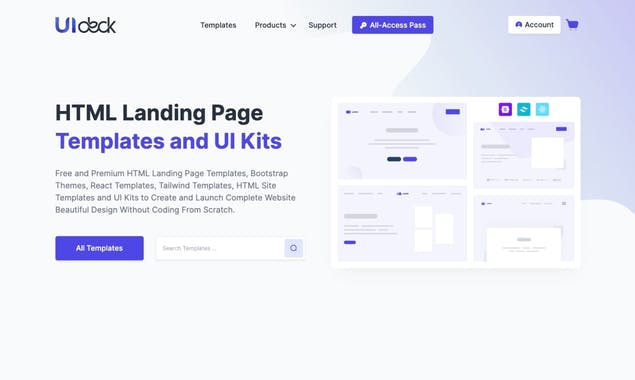 UIdeck
Templates
Products
Support
All-Access Pass
Account
HTML Landing Page
Templates and UI Kits
Free and Premium HTML Landing Page Templates, Bootstrap
Themes, React Templates, Tailwind Templates, HTML Site
Templates and UI Kits to Create and Launch Complete Website
Beautiful Design Without Coding From Scratch.
All Templates
Search Templates ...